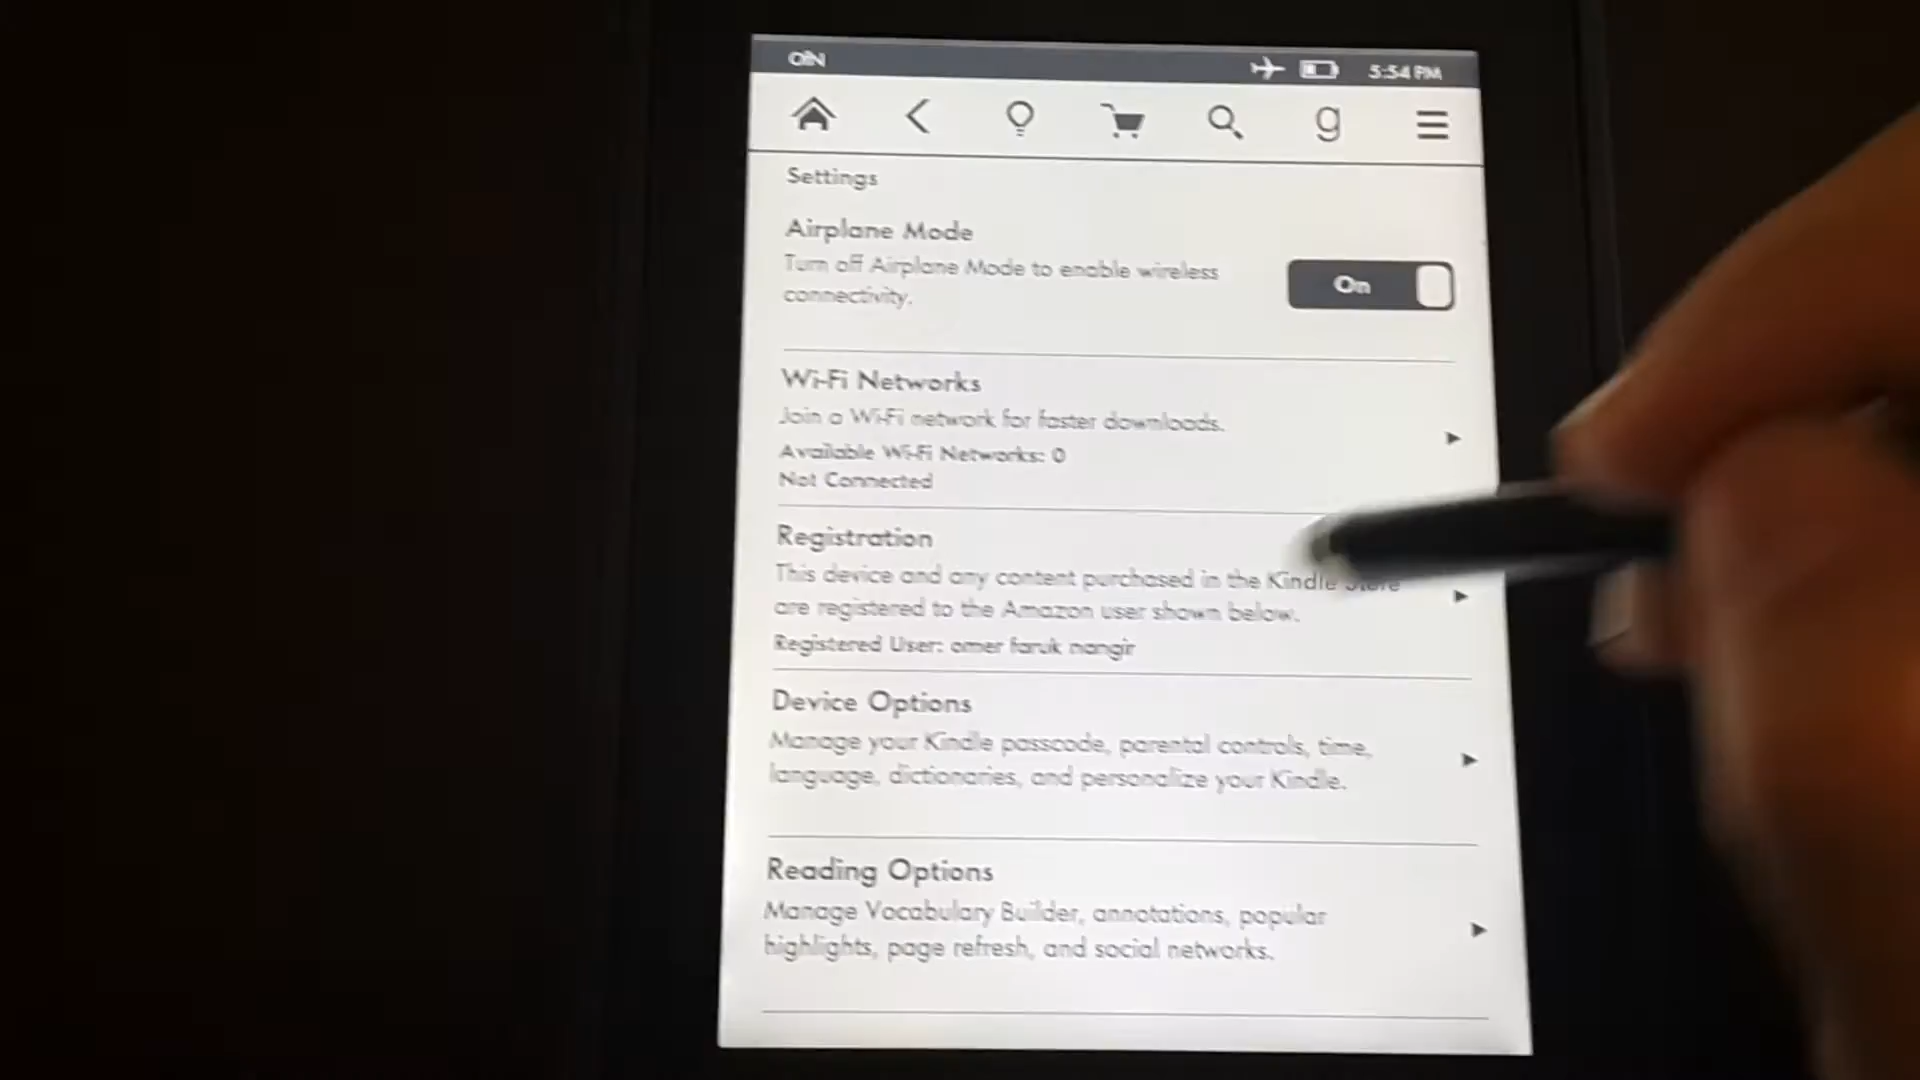 OFN
5:54 PM
g
Settings
Airplane Mode
Turn off Airplane Mode to enable wireless
connectivity.
On
Wi-Fi Networks
Join a Wi-Fi network for faster downloads.
Available Wi-Fi Networks: 0
Not Connected
Registration
This device and any content purchased in the Kindle Store
are registered to the Amazon user shown below.
Registered User: omer faruk nangir
Device Options
Manage your Kindle passcode, parental controls, time,
language, dictionaries, and personalize your Kindle.
Reading Options
Manage Vocabulary Builder, annotations, popular
highlights, page refresh, and social networks.